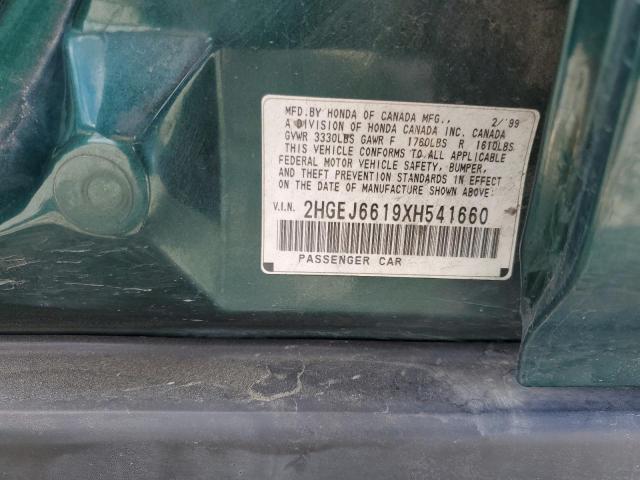 MFD.BY HONDA OF CANADA MFG., 2/'99
A DIVISION OF HONDA CANADA INC. CANADA
GVWR 3330LBS GAWR F 1760LBS R 1610LBS
THIS VEHICLE CONFORMS TO ALL APPLICABLE
FEDERAL MOTOR VEHICLE SAFETY, BUMPER,
AND THEFT PREVENTION STANDARDS IN EFFECT
ON THE DATE OF MANUFACTURE SHOWN ABOVE.
V.I.N. 2HGEJ6619XH541660
PASSENGER CAR